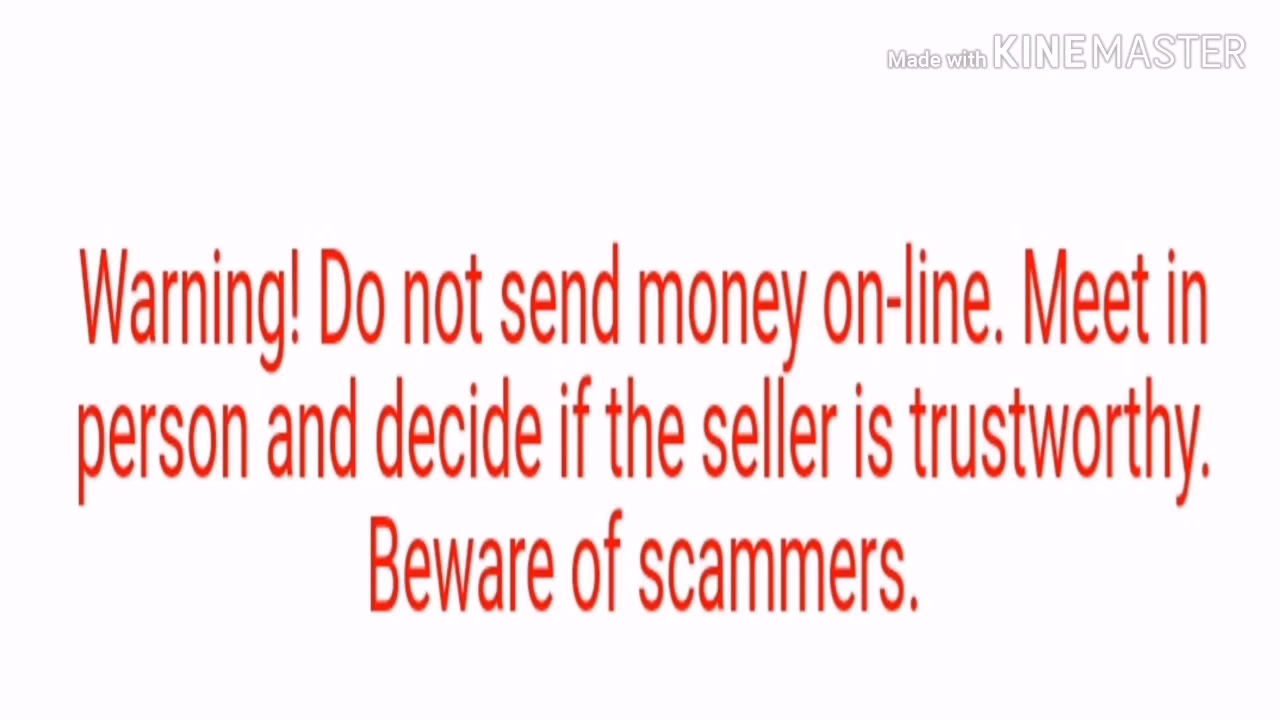 Made with KINEMASTER
Warning! Do not send money on-line. Meet in
person and decide if the seller is trustworthy.
Beware of scammers.